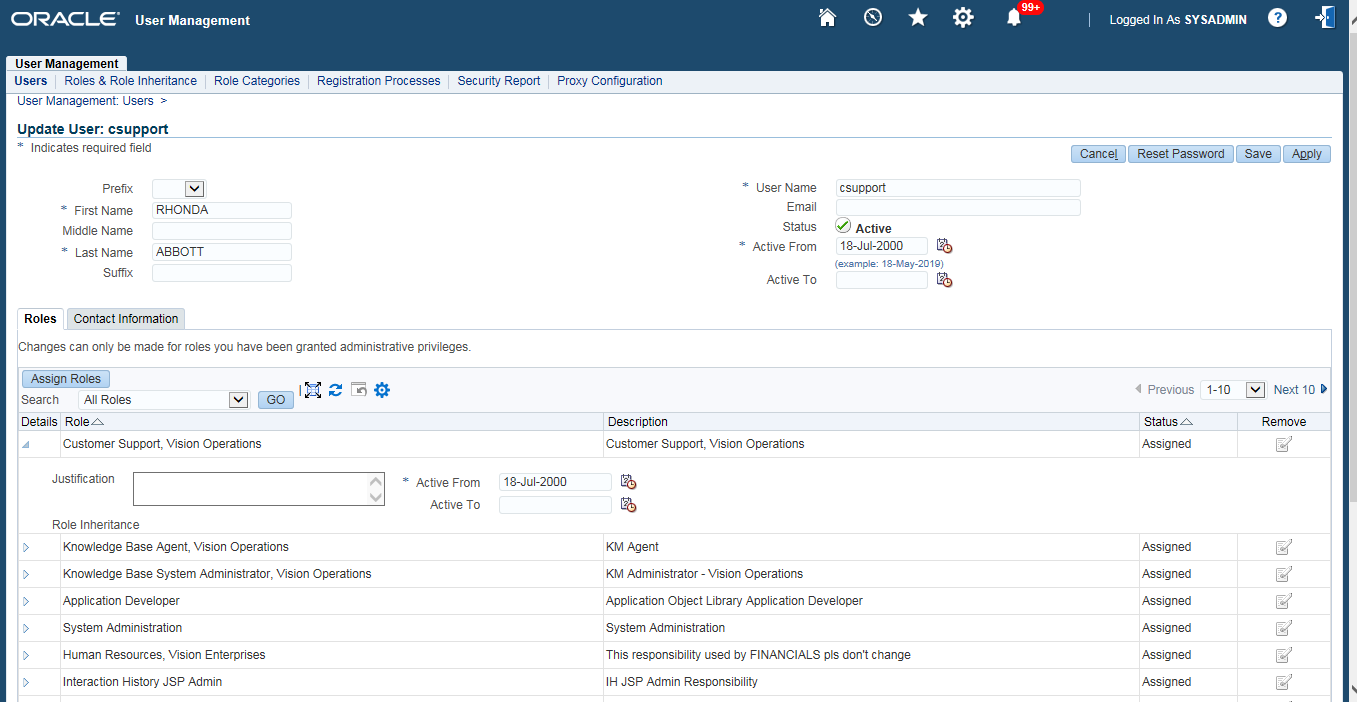 ORACLE® User Management
99+
Logged In As SYSADMIN ?
User Management
Users Roles & Role Inheritance Role Categories Registration Processes Security Report Proxy Configuration
User Management: Users >
Update User: csupport
* Indicates required field
Cancel Reset Password Save Apply
Prefix
* First Name RHONDA
Middle Name
* Last Name ABBOTT
Suffix
* User Name csupport
Email
Status Active
* Active From 18-Jul-2000
(example: 18-May-2019)
Active To
Roles Contact Information
Changes can only be made for roles you have been granted administrative privileges.
Assign Roles
Search All Roles GO
Previous 1-10 Next 10
Details Role Description Status Remove
Customer Support, Vision Operations Customer Support, Vision Operations Assigned
Justification
* Active From 18-Jul-2000
Active To
Role Inheritance
Knowledge Base Agent, Vision Operations KM Agent Assigned
Knowledge Base System Administrator, Vision Operations KM Administrator - Vision Operations Assigned
Application Developer Application Object Library Application Developer Assigned
System Administration System Administration Assigned
Human Resources, Vision Enterprises This responsibility used by FINANCIALS pls don't change Assigned
Interaction History JSP Admin IH JSP Admin Responsibility Assigned